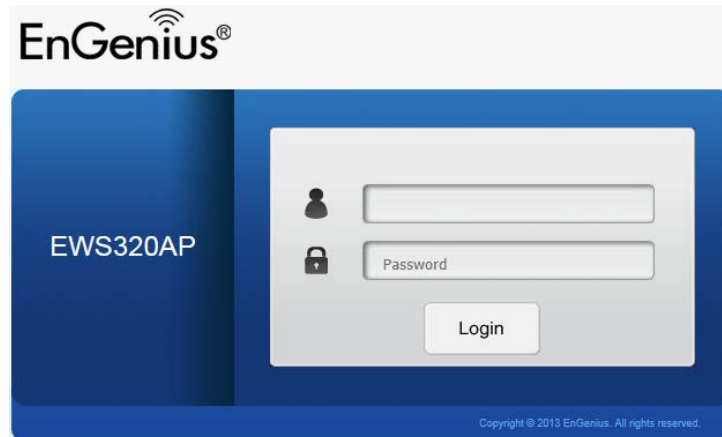 EnGenius®
EWS320AP
Password
Login
Copyright © 2013 EnGenius. All rights reserved.